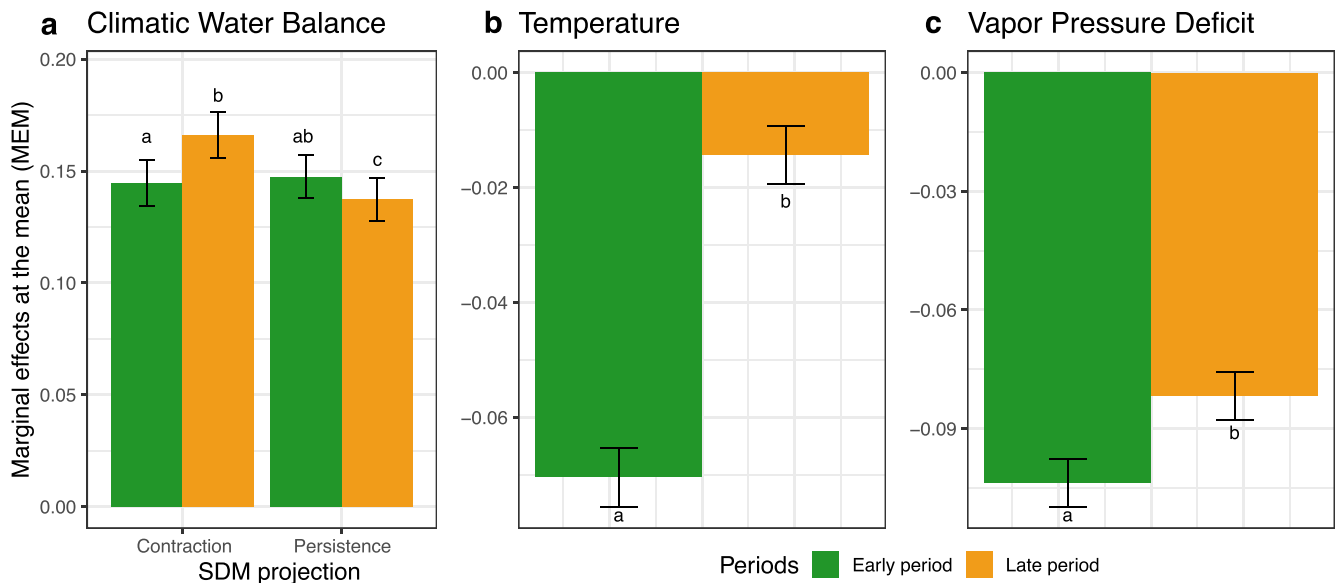 a Climatic Water Balance
Marginal effects at the mean (MEM)
0.20
0.15
0.10
0.05
0.00
a
b
ab
c
Contraction
Persistence
SDM projection
b Temperature
0.00
−0.02
−0.04
−0.06
a
b
c Vapor Pressure Deficit
0.00
−0.03
−0.06
−0.09
a
b
Periods Early period Late period